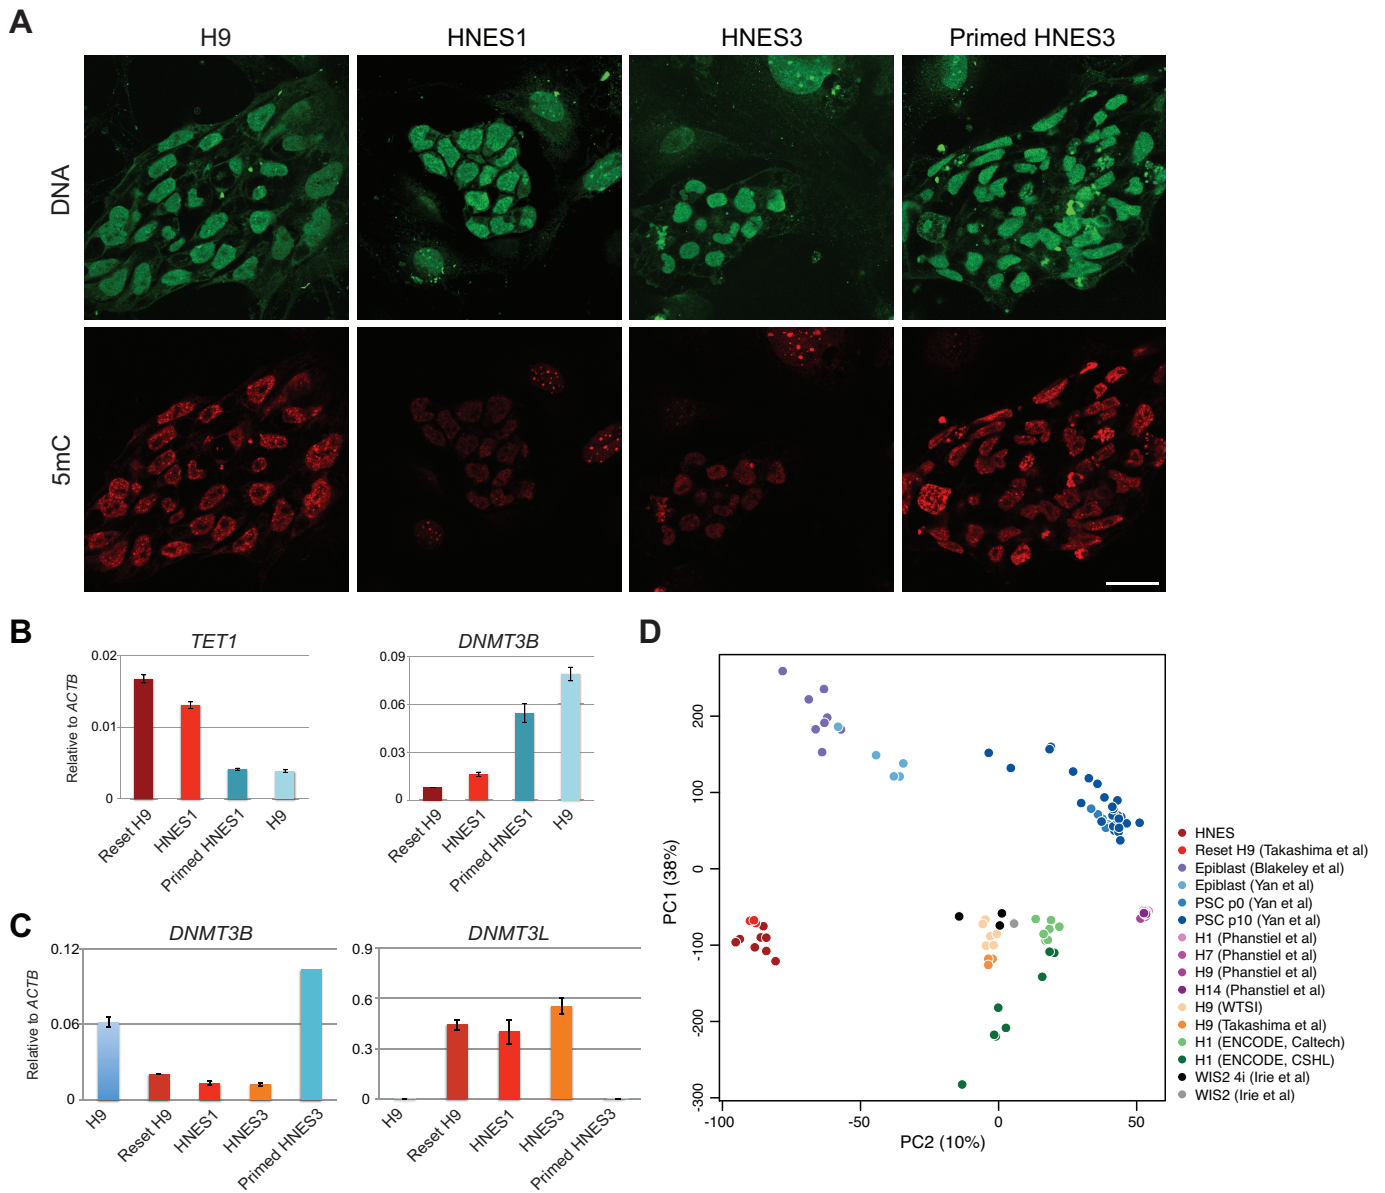 A
H9
HNES1
HNES3
Primed HNES3
DNA
5mC
B
TET1
Relative to ACTB
0.02
0.01
0
Reset H9
HNES1
Primed HNES1
H9
DNMT3B
0.09
0.06
0.03
0
Reset H9
HNES1
Primed HNES1
H9
C
DNMT3B
Relative to ACTB
0.12
0.06
0
H9
Reset H9
HNES1
HNES3
Primed HNES3
DNMT3L
0.9
0.6
0.3
0
H9
Reset H9
HNES1
HNES3
Primed HNES3
D
PC1 (38%)
200
100
0
-100
-200
-300
-100
-50
0
50
PC2 (10%)
HNES
Reset H9 (Takashima et al)
Epiblast (Blakeley et al)
Epiblast (Yan et al)
PSC p0 (Yan et al)
PSC p10 (Yan et al)
H1 (Phanstiel et al)
H7 (Phanstiel et al)
H9 (Phanstiel et al)
H14 (Phanstiel et al)
H9 (WTSI)
H9 (Takashima et al)
H1 (ENCODE, Caltech)
H1 (ENCODE, CSHL)
WIS2 4i (Irie et al)
WIS2 (Irie et al)